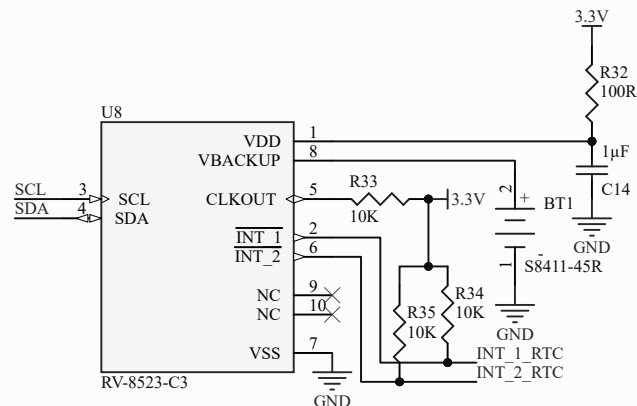 3.3V
R32
100R
U8
VDD
1
VBACKUP
8
1µF
C14
SCL
3
SCL
SDA
4
SDA
CLKOUT
5
R33
10K
3.3V
2
+
BT1
INT_1
2
INT_2
6
GND
-
S8411-45R
1
NC
9
NC
10
R35
10K
R34
10K
GND
VSS
7
INT_1_RTC
INT_2_RTC
RV-8523-C3
GND